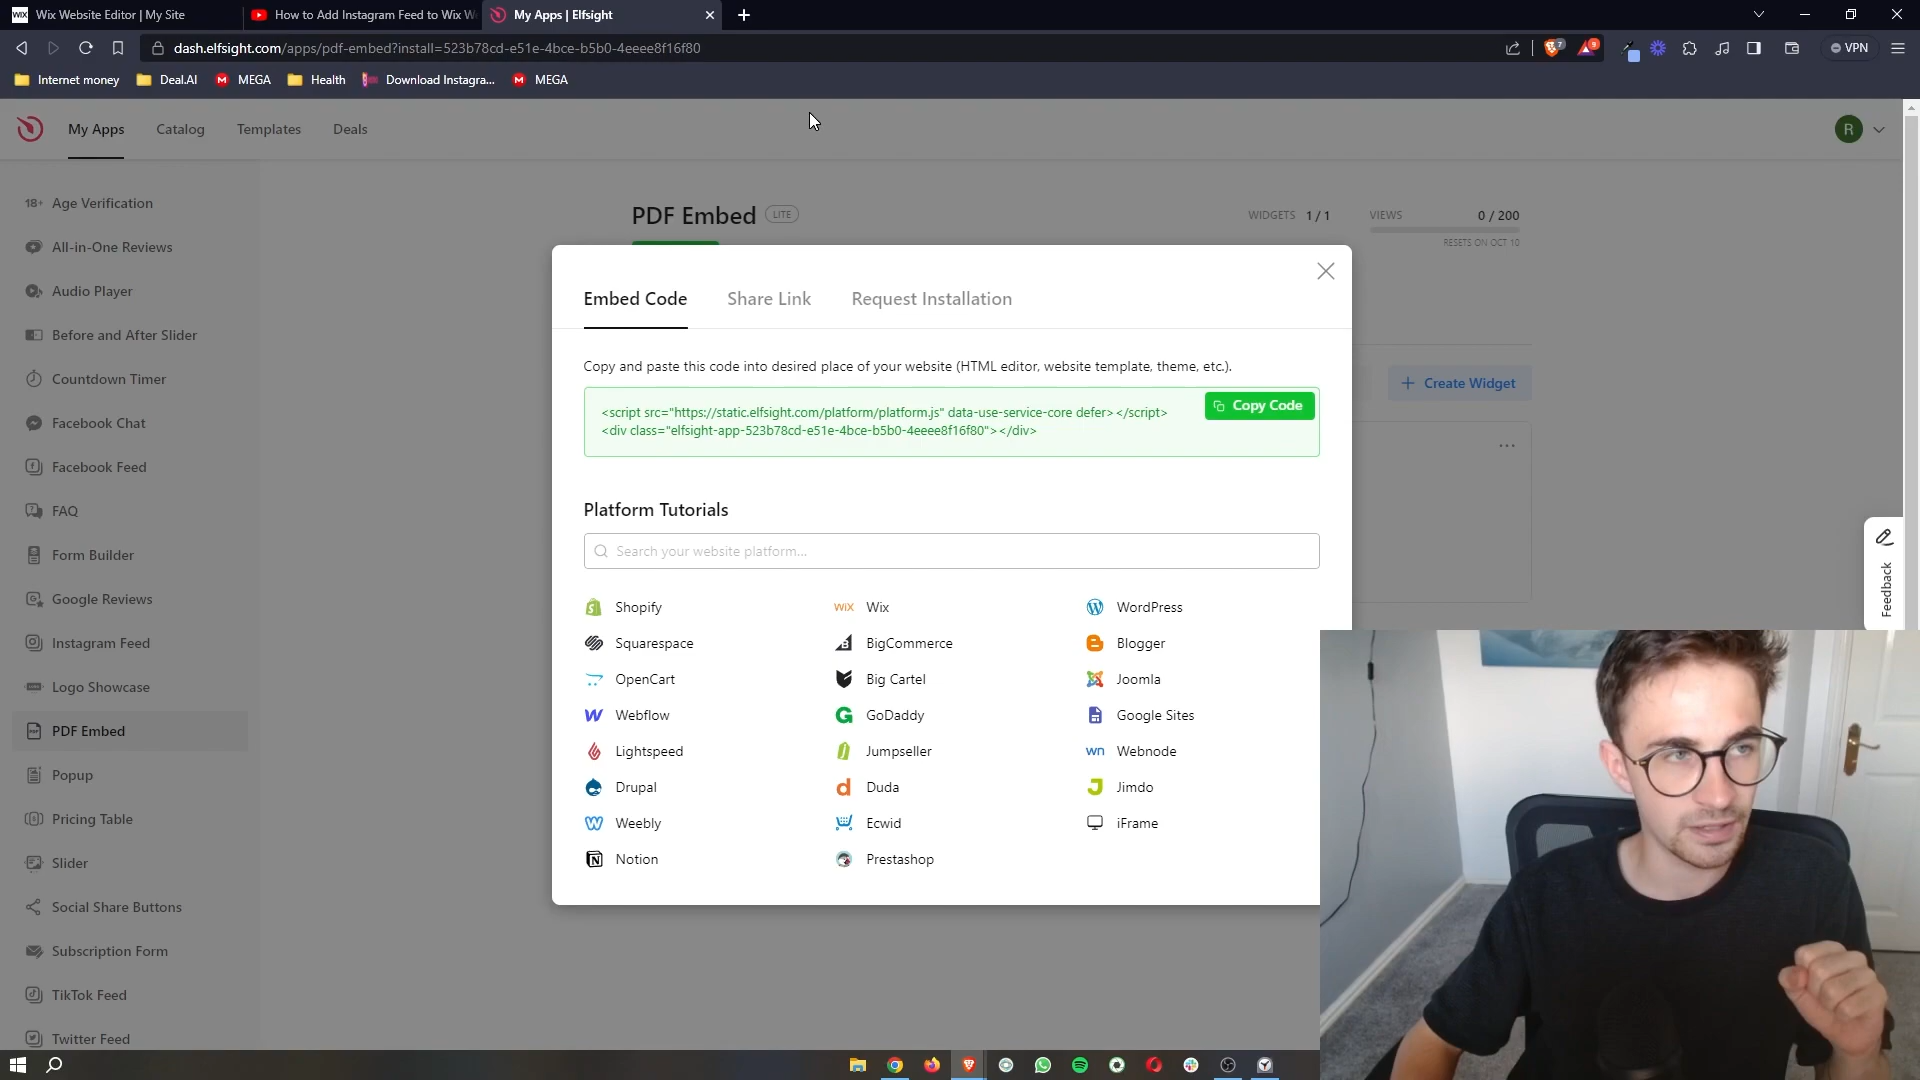 WIX Wix Website Editor | My Site
How to Add Instagram Feed to Wix W
My Apps | Elfsight
dash.elfsight.com/apps/pdf-embed?install=523b78cd-e51e-4bce-b5b0-4eeee8f16f80
7
9
VPN
Internet money
Deal.AI
M MEGA
Health
Download Instagra...
M MEGA
My Apps
Catalog
Templates
Deals
R
18+ Age Verification
All-in-One Reviews
Audio Player
Before and After Slider
Countdown Timer
Facebook Chat
Facebook Feed
FAQ
Form Builder
Google Reviews
Instagram Feed
Logo Showcase
PDF Embed
Popup
Pricing Table
Slider
Social Share Buttons
Subscription Form
TikTok Feed
Twitter Feed
PDF Embed LITE
WIDGETS 1 / 1
VIEWS 0 / 200
RESETS ON OCT 10
+ Create Widget
Embed Code
Share Link
Request Installation
Copy and paste this code into desired place of your website (HTML editor, website template, theme, etc.).
<script src="https://static.elfsight.com/platform/platform.js" data-use-service-core defer></script>
<div class="elfsight-app-523b78cd-e51e-4bce-b5b0-4eeee8f16f80"></div>
Copy Code
Platform Tutorials
Search your website platform...
Shopify
WIX Wix
WordPress
Squarespace
BigCommerce
Blogger
OpenCart
Big Cartel
Joomla
Webflow
GoDaddy
Google Sites
Lightspeed
Jumpseller
wn Webnode
Drupal
Duda
Jimdo
Weebly
Ecwid
iFrame
Notion
Prestashop
Feedback